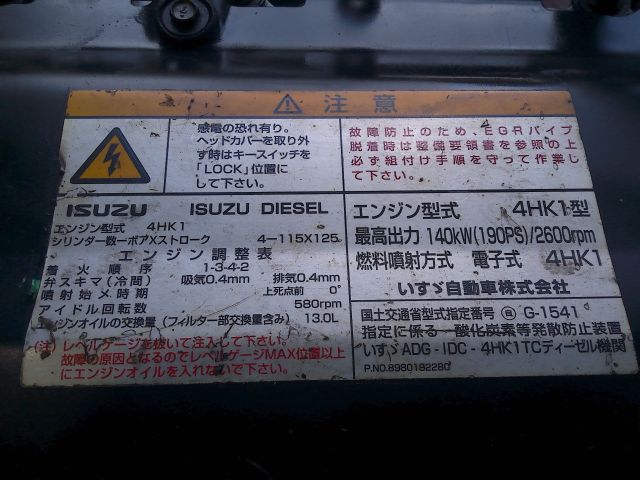 注意
感電の恐れ有り。
ヘッドカバーを取り外
す時はキースイッチを
「LOCK」位置に
して下さい。
故障防止のため、EGRパイプ
脱着時は整備要領書を参照の上
必ず組付け手順を守って作業し
て下さい。
ISUZU ISUZU DIESEL
エンジン型式 4HK1
シリンダー数ーボアXストローク 4-115X125
エンジン調整表
着火順序 1-3-4-2
弁スキマ(冷間) 吸気0.4mm 排気0.4mm
噴射始メ時期 上死点前 0°
アイドル回転数 580rpm
エンジンオイルの交換量(フィルター部交換量含み) 13.0L
(注)レベルゲージを抜いて注入して下さい。
故障の原因となるのでレベルゲージMAX位置以上
にエンジンオイルを入れないで下さい。
エンジン型式 4HK1型
最高出力 140kW(190PS)/2600rpm
燃料噴射方式 電子式 4HK1
いすゞ自動車株式会社
国土交通省型式指定番号 G-1541
指定に係る一酸化炭素等発散防止装置
いすゞADG-IDC-4HK1TCディーゼル機関
P.NO.8980192280